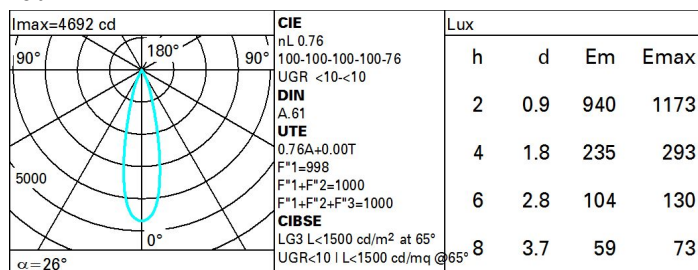 Imax=4692 cd
90°
180°
90°
5000
0°
α=26°
CIE
nL 0.76
100-100-100-100-76
UGR <10-<10
DIN
A.61
UTE
0.76A+0.00T
F"1=998
F"1+F"2=1000
F"1+F"2+F"3=1000
CIBSE
LG3 L<1500 cd/m² at 65°
UGR<10 | L<1500 cd/mq @65°
Lux
h d Em Emax
2 0.9 940 1173
4 1.8 235 293
6 2.8 104 130
8 3.7 59 73